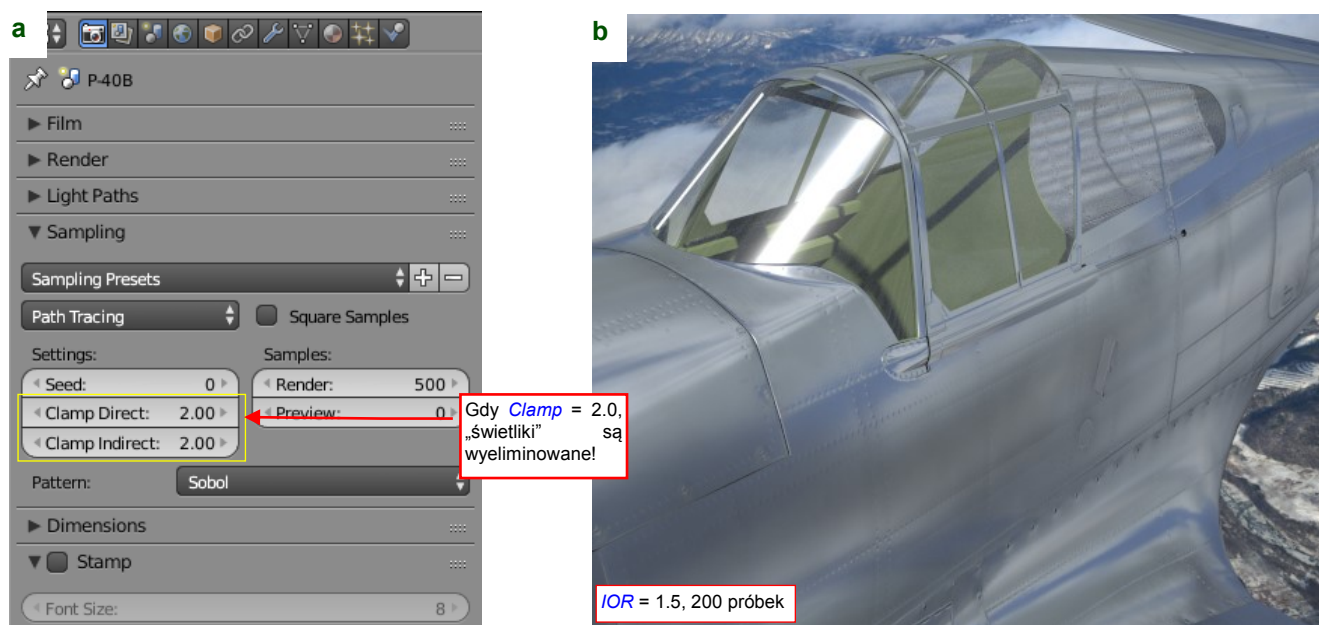 a
P-40B
Film
Render
Light Paths
Sampling
Sampling Presets
Path Tracing
Square Samples
Settings:
Samples:
Seed: 0
Render: 500
Clamp Direct: 2.00
Preview: 0
Clamp Indirect: 2.00
Pattern: Sobol
Dimensions
Stamp
Font Size: 8
Gdy Clamp = 2.0,
„świetliki” są
wyeliminowane!
b
IOR = 1.5, 200 próbek